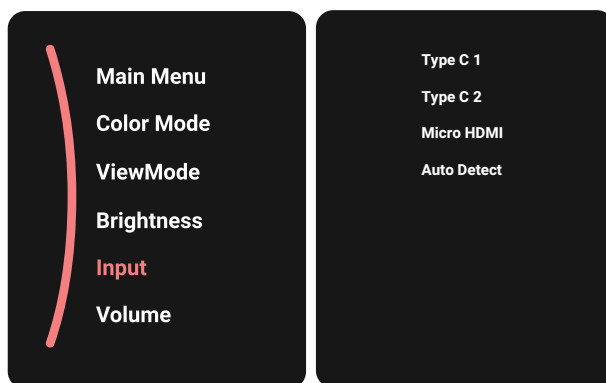 Main Menu
Color Mode
ViewMode
Brightness
Input
Volume
Type C 1
Type C 2
Micro HDMI
Auto Detect